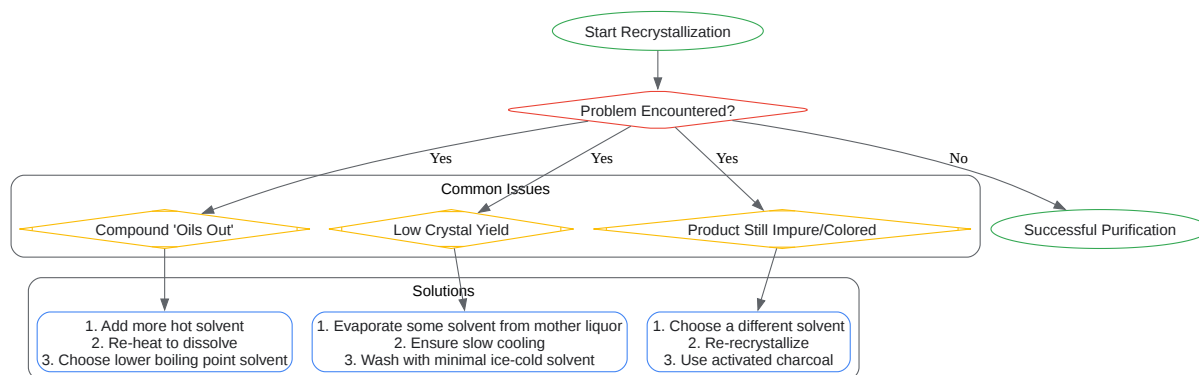 Start Recrystallization
Problem Encountered?
Yes
Yes
Yes
No
Common Issues
Compound 'Oils Out'
Low Crystal Yield
Product Still Impure/Colored
Successful Purification
Solutions
1. Add more hot solvent
2. Re-heat to dissolve
3. Choose lower boiling point solvent
1. Evaporate some solvent from mother liquor
2. Ensure slow cooling
3. Wash with minimal ice-cold solvent
1. Choose a different solvent
2. Re-recrystallize
3. Use activated charcoal